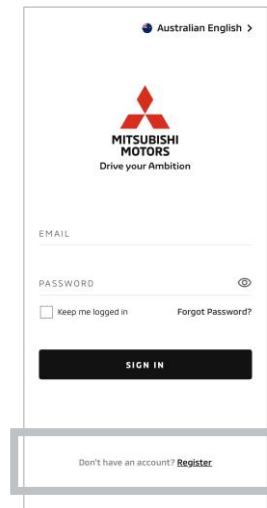 Australian English >
MITSUBISHI
MOTORS
Drive your Ambition
EMAIL
PASSWORD
Keep me logged in Forgot Password?
SIGN IN
Don't have an account? Register